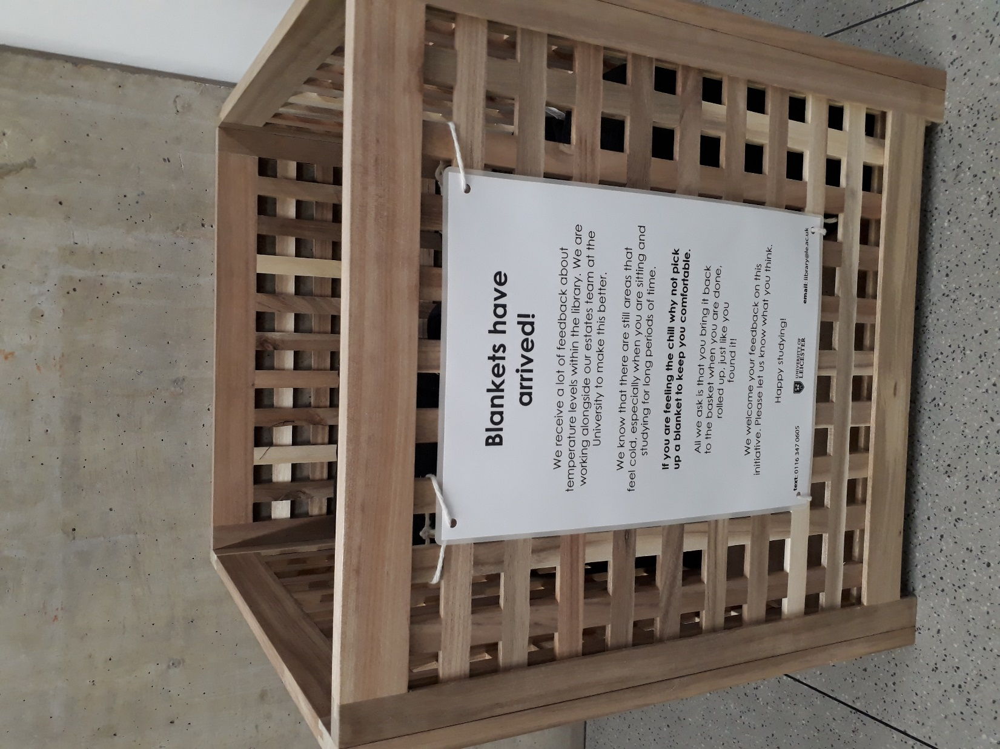 Blankets have
arrived!
We receive a lot of feedback about
temperature levels within the library. We are
working alongside our estates team at the
University to make this better.
We know that there are still areas that
feel cold, especially when you are sitting and
studying for long periods of time.
If you are feeling the chill why not pick
up a blanket to keep you comfortable.
All we ask is that you bring it back
to the basket when you are done,
rolled up, just like you
found it!
We welcome your feedback on this
initiative. Please let us know what you think.
Happy studying!
text: 0116 347 0605
UNIVERSITY OF
LEICESTER
email: library@le.ac.uk